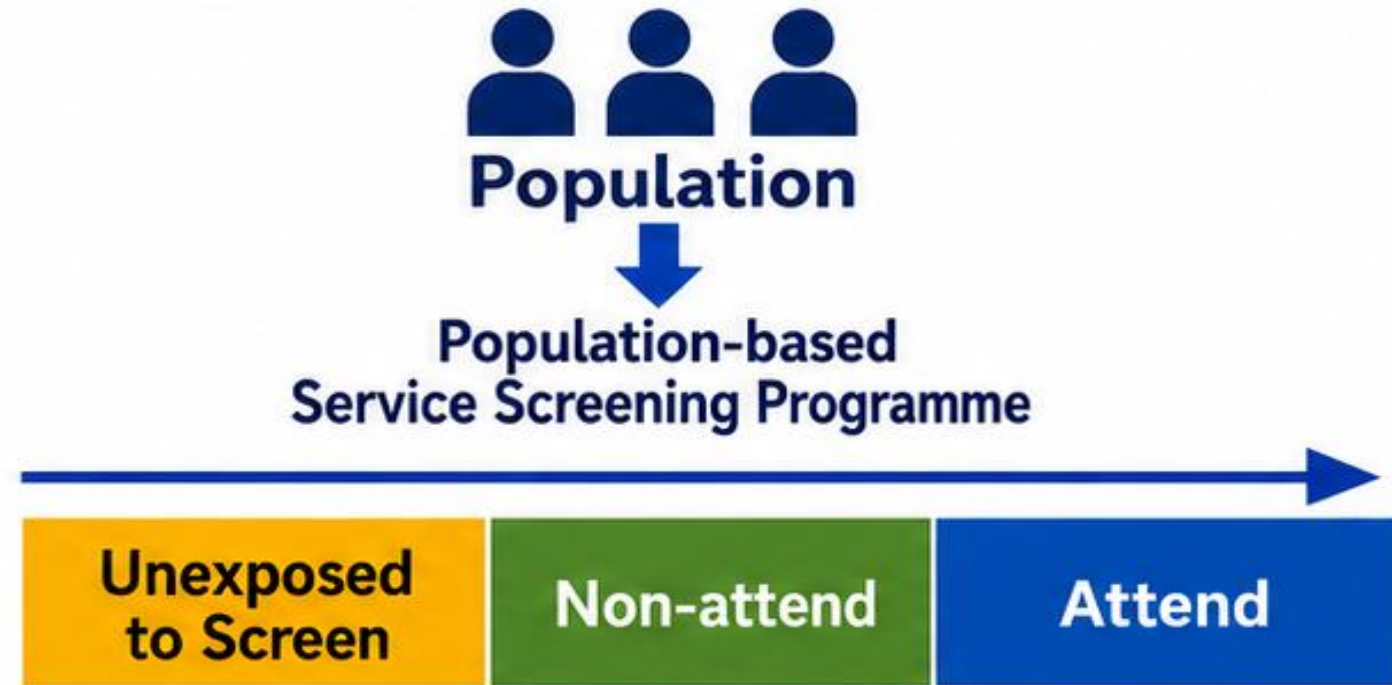 Population
Population-based
Service Screening Programme
Unexposed
to Screen
Non-attend
Attend